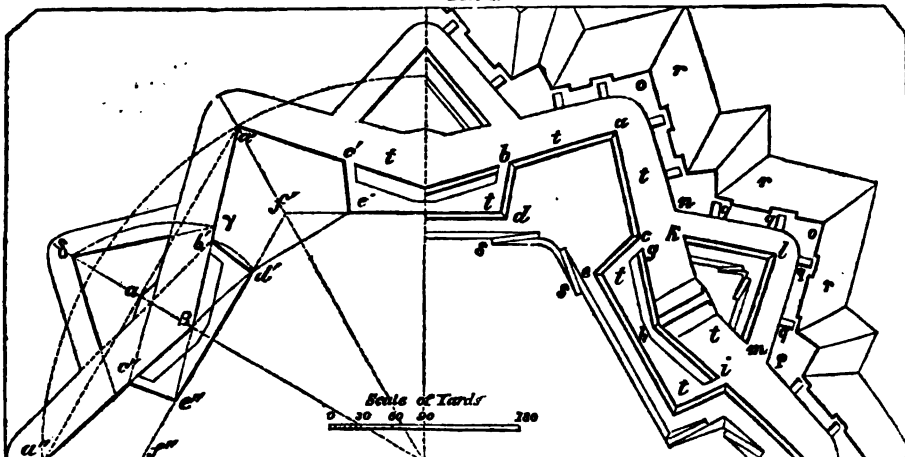 r
o
a
a'
t
c'
t
b
t
t
r
f'
e'
t
d
n
q
q
γ
b'
δ
c
k
l
o
s
g
d'
e
t
q
r
a
s
β
h
q
t
m
p
c''
i
e''
t
Scale of Yards
0 30 60 90 180
a''
f''